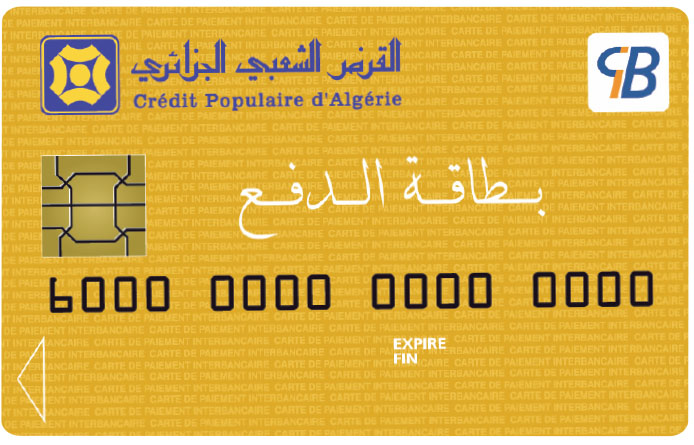 القرض الشعبي الجزائري
Crédit Populaire d'Algérie
CIB
بطاقة الدفع
6000 0000 0000 0000
EXPIRE
FIN
CARTE DE PAIEMENT INTERBANCAIRE